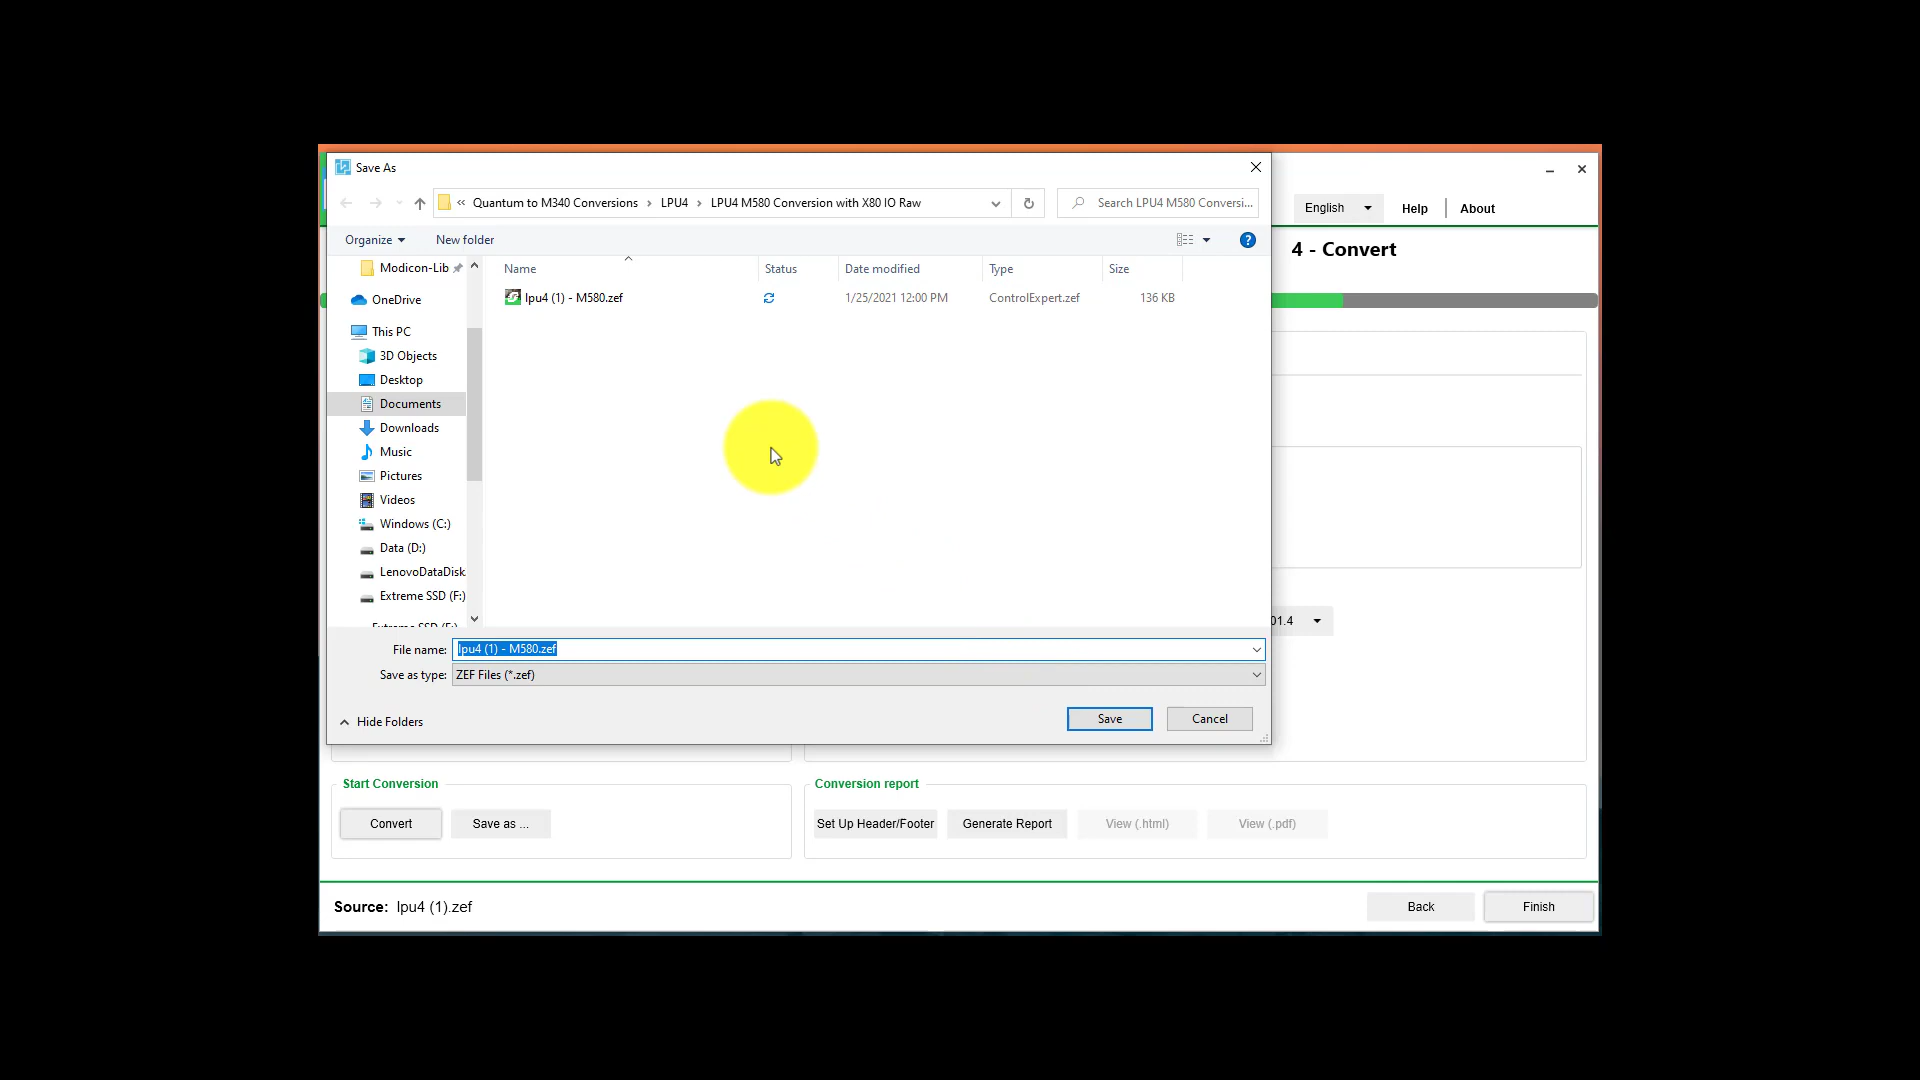 Save As
« Quantum to M340 Conversions › LPU4 › LPU4 M580 Conversion with X80 IO Raw
Search LPU4 M580 Conversi...
English
Help
About
Organize
New folder
?
4 - Convert
Modicon-Lib
OneDrive
This PC
3D Objects
Desktop
Documents
Downloads
Music
Pictures
Videos
Windows (C:)
Data (D:)
LenovoDataDisk
Extreme SSD (F:)
Extreme SSD (F:)
Name Status Date modified Type Size
lpu4 (1) - M580.zef 1/25/2021 12:00 PM ControlExpert.zef 136 KB
01.4
File name: lpu4 (1) - M580.zef
Save as type: ZEF Files (*.zef)
Hide Folders
Save
Cancel
Start Conversion
Convert
Save as ...
Conversion report
Set Up Header/Footer
Generate Report
View (.html)
View (.pdf)
Source: lpu4 (1).zef
Back
Finish